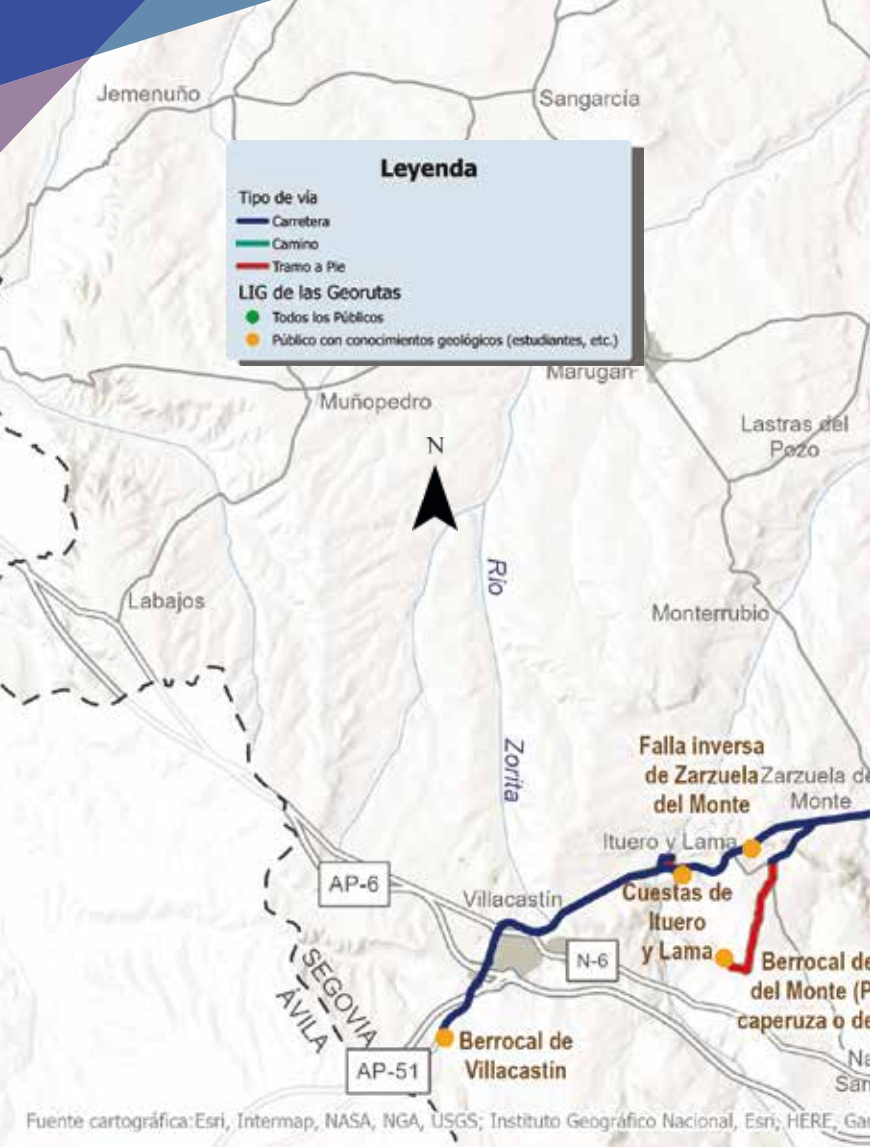 Jemenuño
Sangarcía
Leyenda
Tipo de vía
Carretera
Camino
Tramo a Pie
LIG de las Georutas
Todos los Públicos
Público con conocimientos geológicos (estudiantes, etc.)
Marugán
Muñopedro
Lastras del
Pozo
N
Río
Labajos
Monterrubio
Zorita
Falla inversa
de Zarzuela
del Monte
Zarzuela de
Monte
Ituero y Lama
AP-6
Villacastín
Cuestas de
Ituero
y Lama
N-6
Berrocal de
del Monte (P
caperuza o de
SEGOVIA
ÁVILA
Berrocal de
Villacastín
AP-51
Na
San
Fuente cartográfica: Esri, Intermap, NASA, NGA, USGS; Instituto Geográfico Nacional, Esri, HERE, Gar